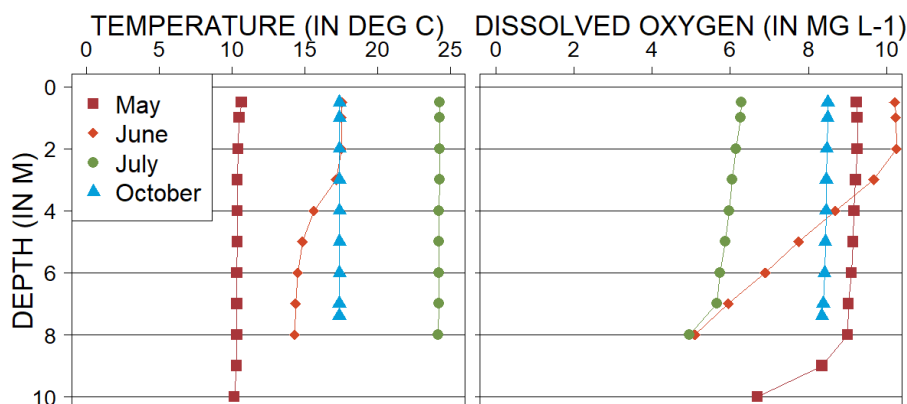 TEMPERATURE (IN DEG C)
DISSOLVED OXYGEN (IN MG L-1)
0 5 10 15 20 25
0 2 4 6 8 10
DEPTH (IN M)
0
2
4
6
8
10
May
June
July
October